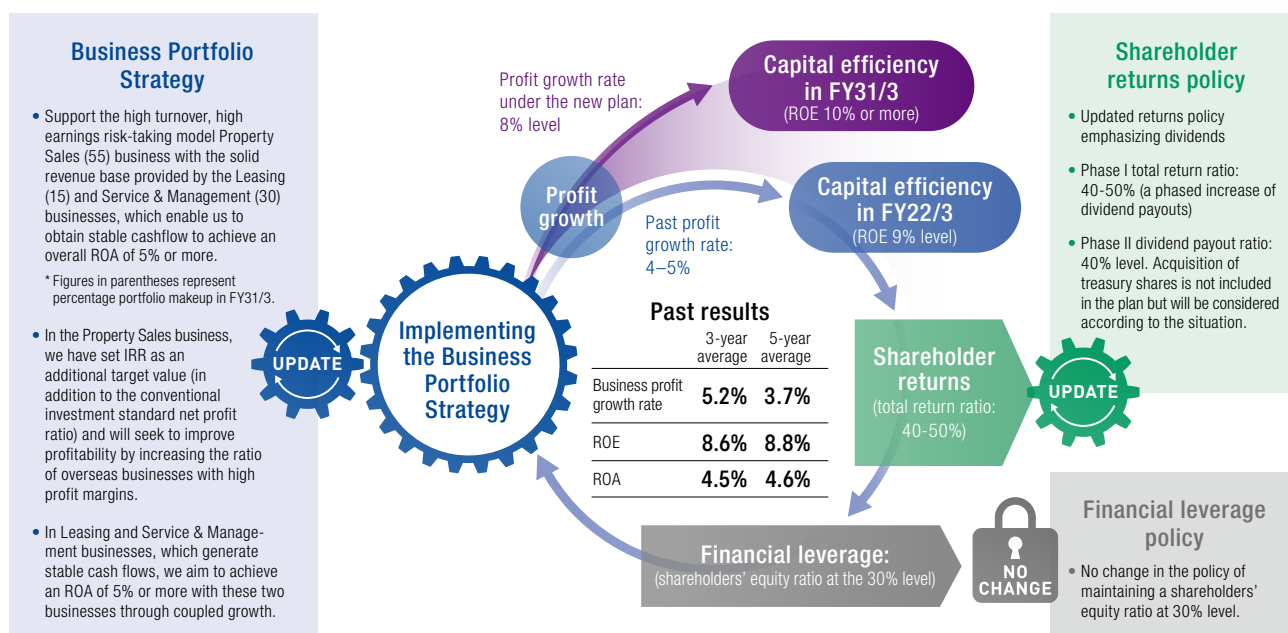 Business Portfolio
Strategy
• Support the high turnover, high
earnings risk-taking model Property
Sales (55) business with the solid
revenue base provided by the Leasing
(15) and Service & Management (30)
businesses, which enable us to
obtain stable cashflow to achieve an
overall ROA of 5% or more.
* Figures in parentheses represent
percentage portfolio makeup in FY31/3.
• In the Property Sales business,
we have set IRR as an
additional target value (in
addition to the conventional
investment standard net profit
ratio) and will seek to improve
profitability by increasing the ratio
of overseas businesses with high
profit margins.
• In Leasing and Service & Manage-
ment businesses, which generate
stable cash flows, we aim to achieve
an ROA of 5% or more with these two
businesses through coupled growth.
UPDATE
Implementing
the Business
Portfolio
Strategy
Profit
growth
Profit growth rate
under the new plan:
8% level
Capital efficiency
in FY31/3
(ROE 10% or more)
Past profit
growth rate:
4–5%
Capital efficiency
in FY22/3
(ROE 9% level)
Past results
3-year average 5-year average
Business profit growth rate 5.2% 3.7%
ROE 8.6% 8.8%
ROA 4.5% 4.6%
Shareholder
returns
(total return ratio:
40-50%)
UPDATE
Financial leverage:
(shareholders' equity ratio at the 30% level)
NO
CHANGE
Shareholder
returns policy
• Updated returns policy
emphasizing dividends
• Phase I total return ratio:
40-50% (a phased increase of
dividend payouts)
• Phase II dividend payout ratio:
40% level. Acquisition of
treasury shares is not included
in the plan but will be considered
according to the situation.
Financial leverage
policy
• No change in the policy of
maintaining a shareholders'
equity ratio at 30% level.